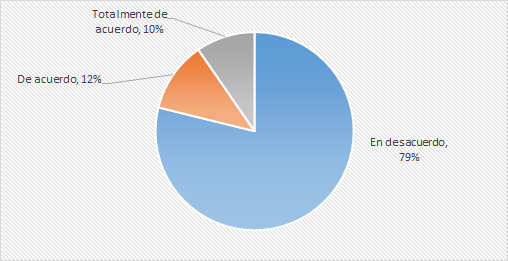 Totalmente de
acuerdo, 10%
De acuerdo, 12%
En desacuerdo,
79%